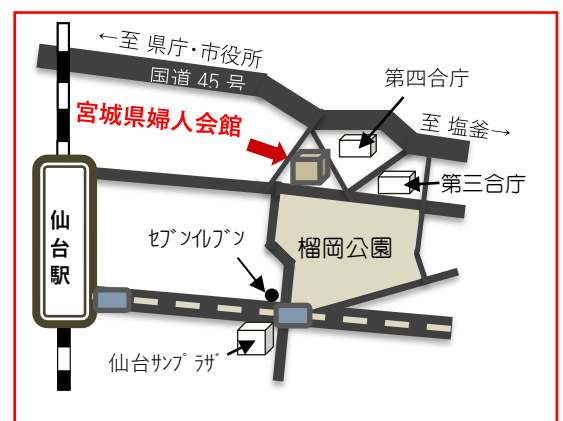 ←至 県庁・市役所
国道 45 号
第四合庁
宮城県婦人会館
至 塩釜→
第三合庁
仙台駅
ｾﾌﾞﾝｲﾚﾌﾞﾝ
榴岡公園
仙台ｻﾝﾌﾟﾗｻﾞ